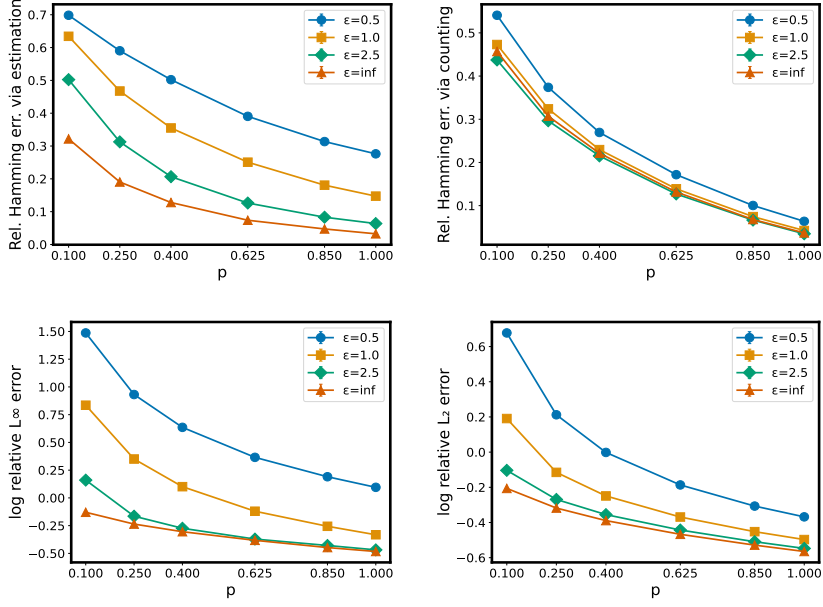 Rel. Hamming err. via estimation
0.7
0.6
0.5
0.4
0.3
0.2
0.1
0.0
0.100 0.250 0.400 0.625 0.850 1.000
p
ε=0.5
ε=1.0
ε=2.5
ε=inf
Rel. Hamming err. via counting
0.5
0.4
0.3
0.2
0.1
0.100 0.250 0.400 0.625 0.850 1.000
p
ε=0.5
ε=1.0
ε=2.5
ε=inf
log relative L∞ error
1.50
1.25
1.00
0.75
0.50
0.25
0.00
−0.25
−0.50
0.100 0.250 0.400 0.625 0.850 1.000
p
ε=0.5
ε=1.0
ε=2.5
ε=inf
log relative L₂ error
0.6
0.4
0.2
0.0
−0.2
−0.4
−0.6
0.100 0.250 0.400 0.625 0.850 1.000
p
ε=0.5
ε=1.0
ε=2.5
ε=inf